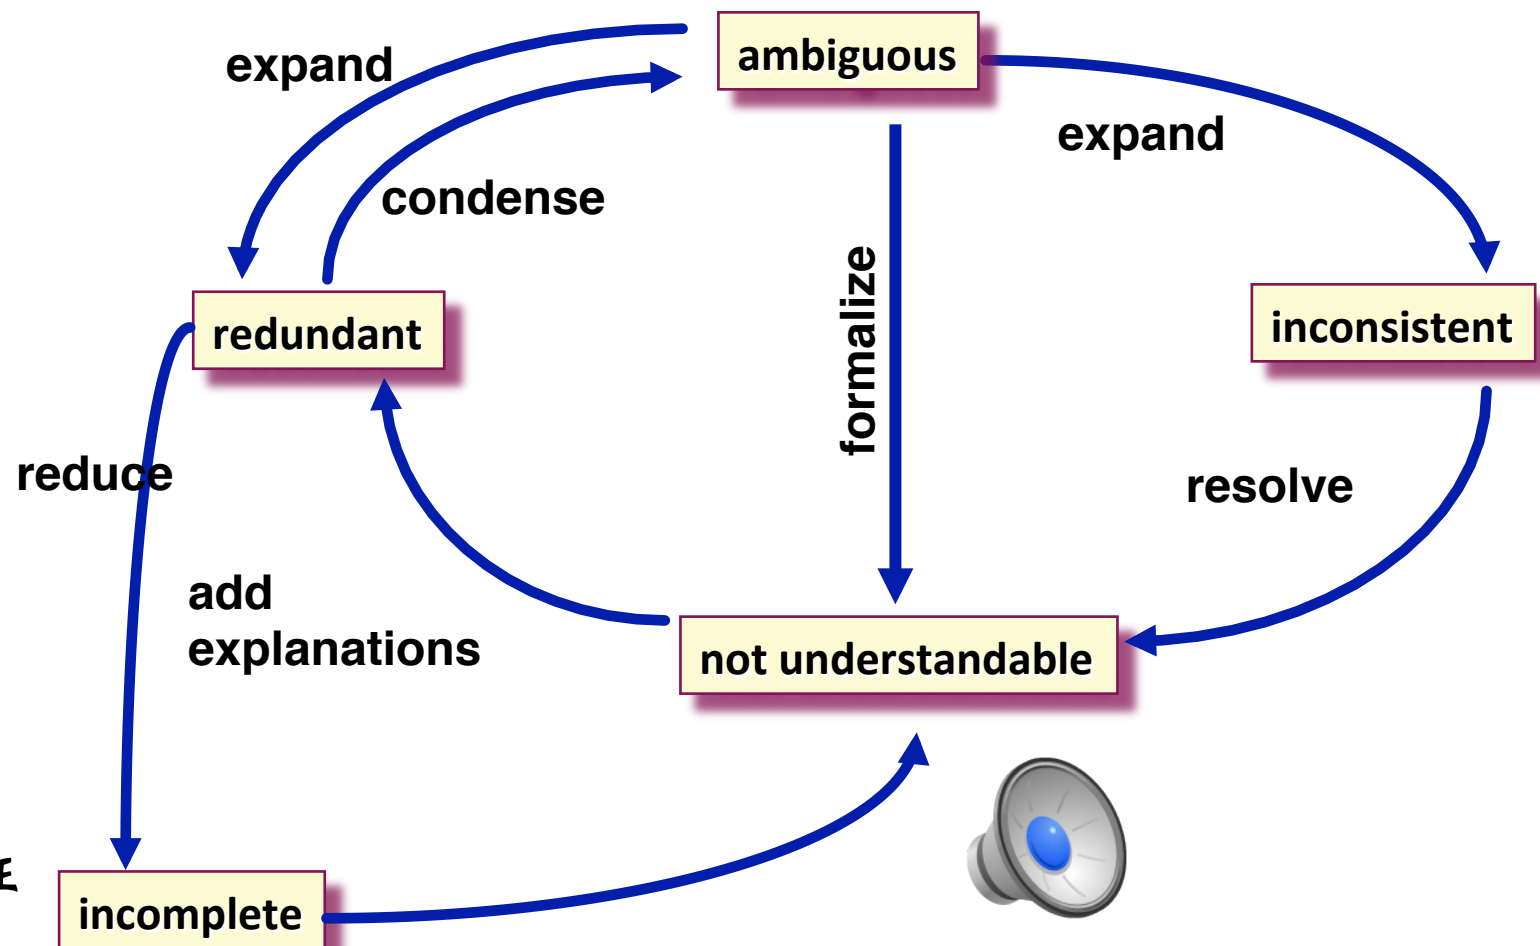 ambiguous
expand
expand
condense
formalize
redundant
inconsistent
reduce
resolve
add
explanations
not understandable
incomplete